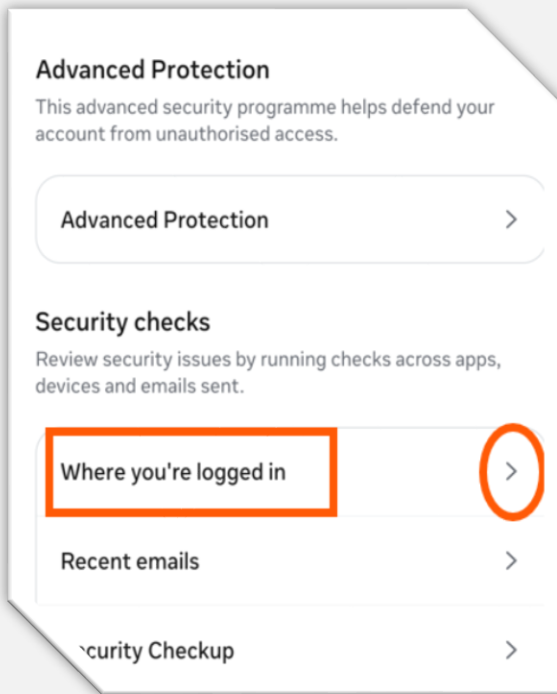 Advanced Protection
This advanced security programme helps defend your
account from unauthorised access.
Advanced Protection
Security checks
Review security issues by running checks across apps,
devices and emails sent.
Where you're logged in
Recent emails
Checkup